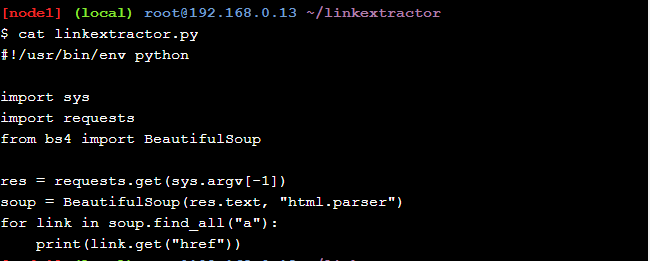 [node1] (local) root@192.168.0.13 ~/linkextractor
$ cat linkextractor.py
#!/usr/bin/env python

import sys
import requests
from bs4 import BeautifulSoup

res = requests.get(sys.argv[-1])
soup = BeautifulSoup(res.text, "html.parser")
for link in soup.find_all("a"):
    print(link.get("href"))